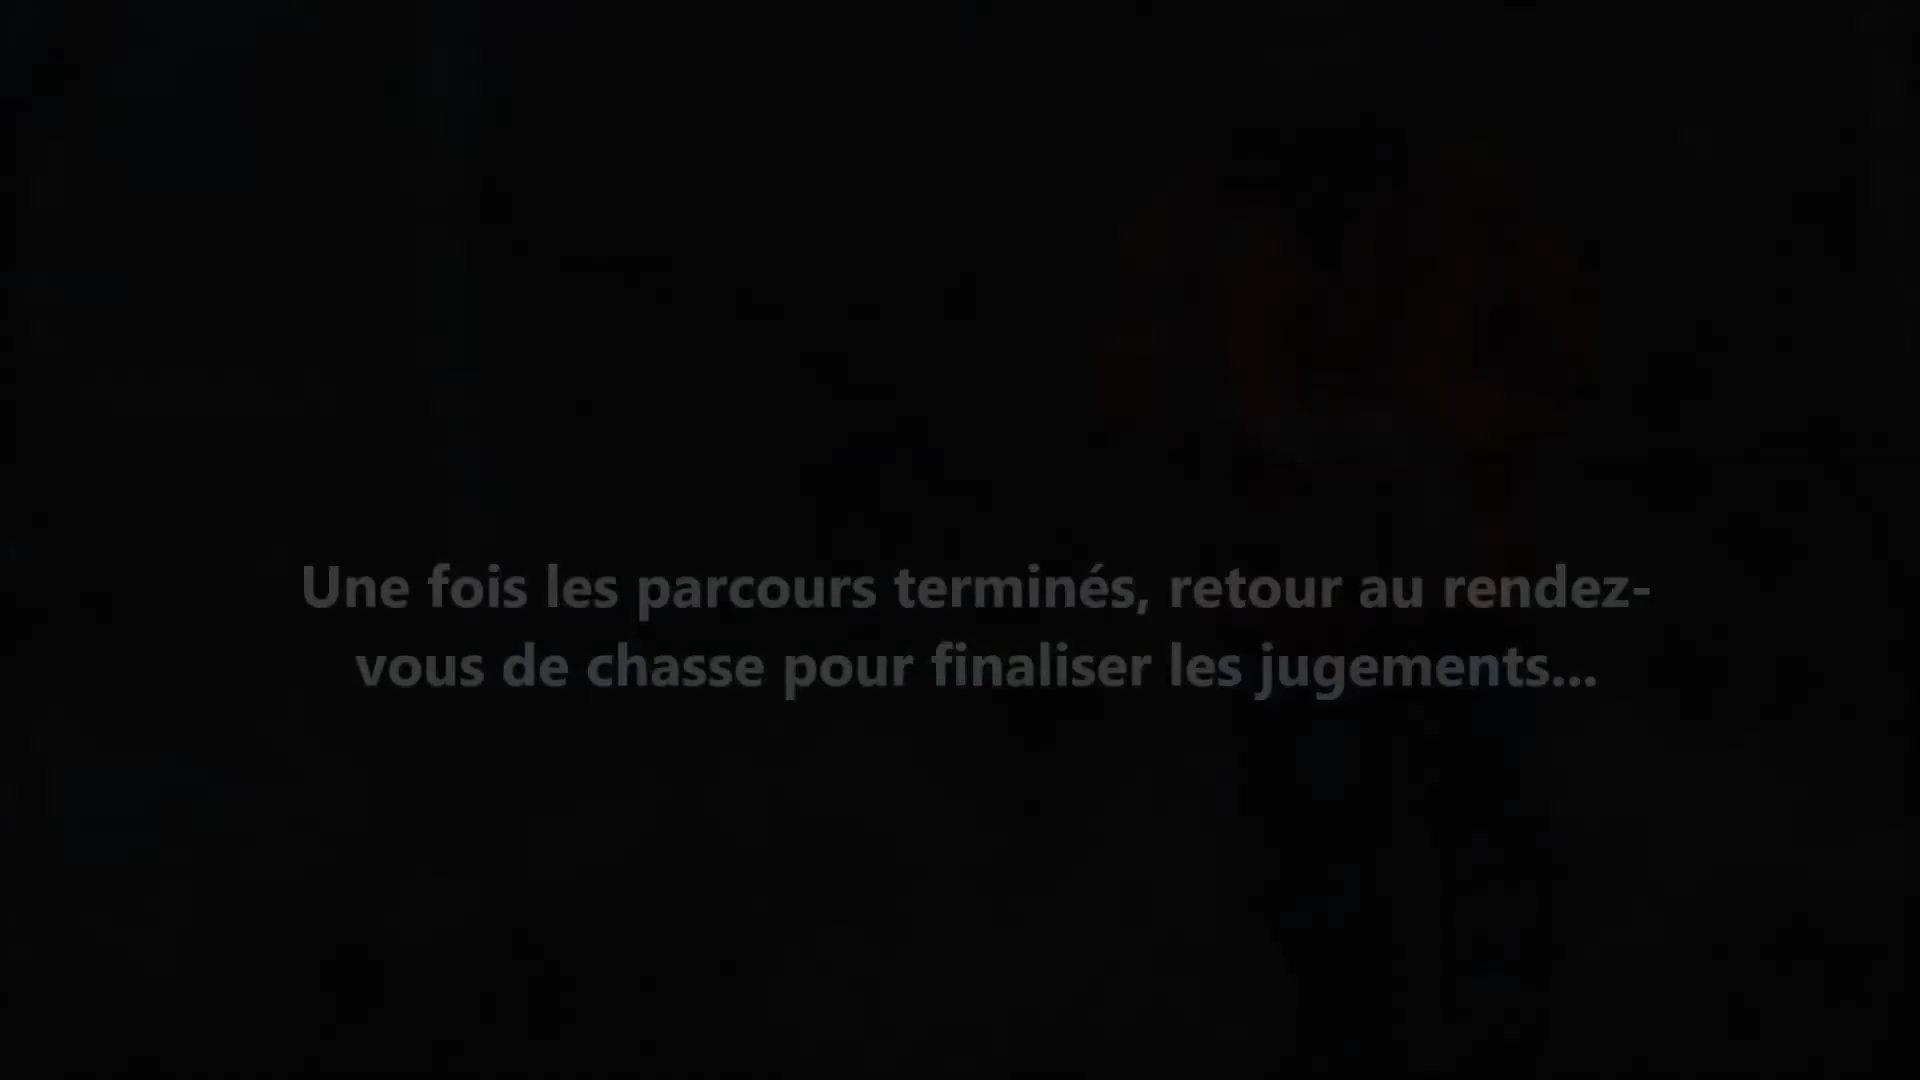 Une fois les parcours terminés, retour au rendez-
vous de chasse pour finaliser les jugements...